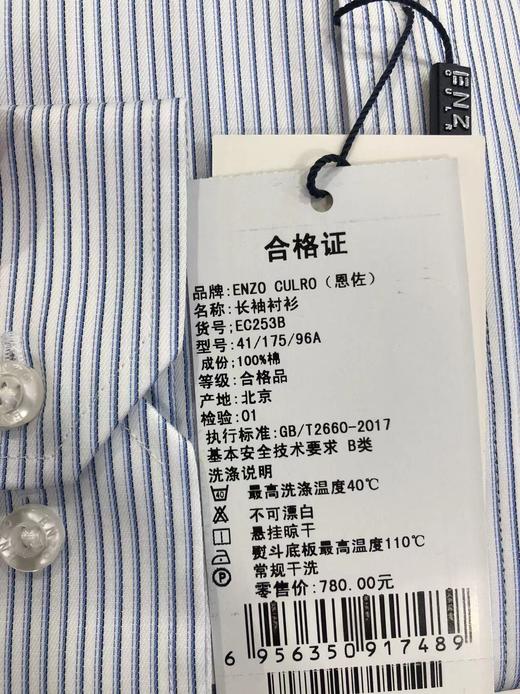 ENZ
CULR
合格证
品牌:ENZO CULRO（恩佐）
名称:长袖衬衫
货号:EC253B
型号:41/175/96A
成份:100%棉
等级:合格品
产地:北京
检验:01
执行标准:GB/T2660-2017
基本安全技术要求 B类
洗涤说明
40 最高洗涤温度40℃
不可漂白
悬挂晾干
熨斗底板最高温度110℃
P 常规干洗
零售价:780.00元
6 956350 917489